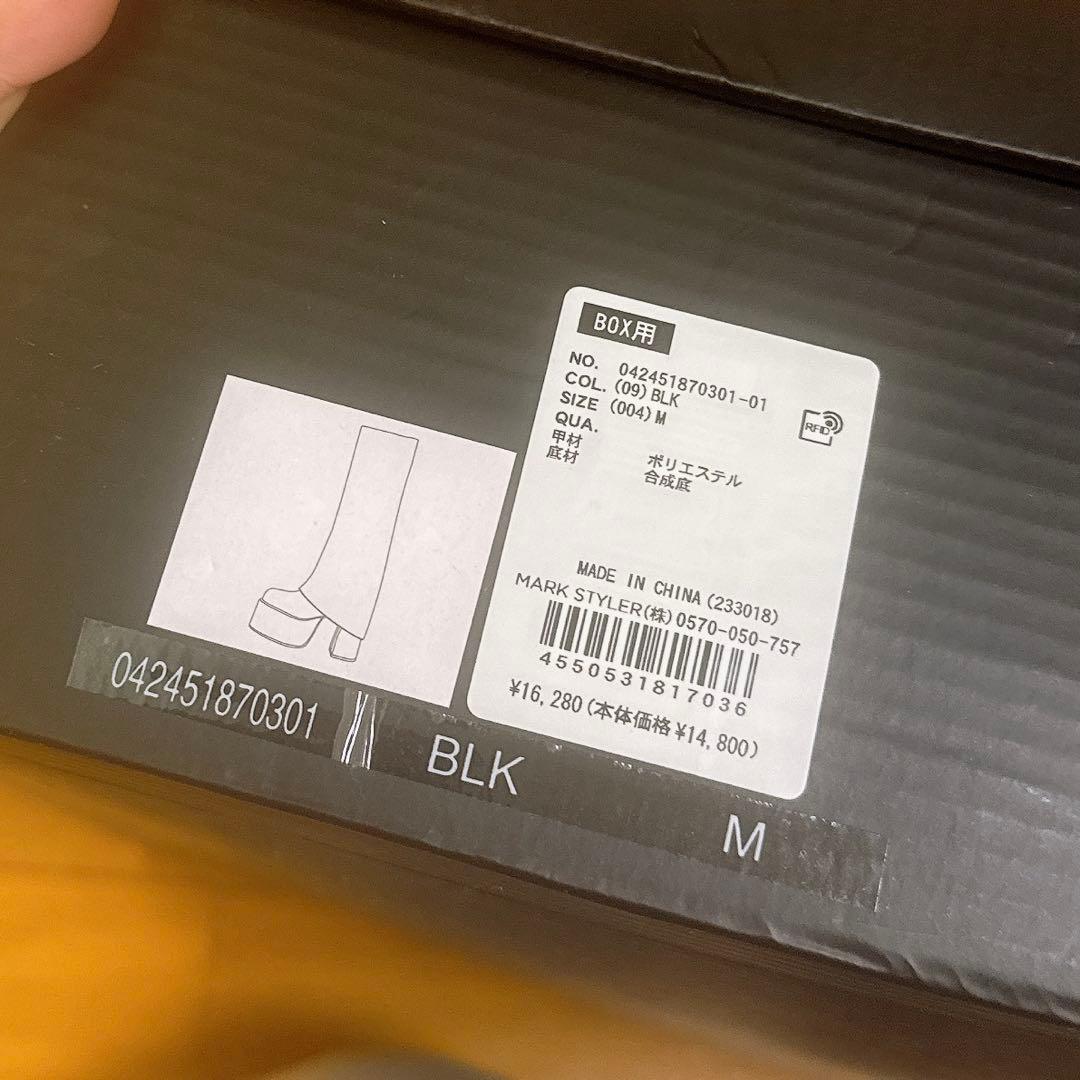 BOX用
NO. 042451870301-01
COL. (09)BLK
SIZE (004)M
QUA.
甲材 ポリエステル
底材 合成底
RFID
MADE IN CHINA(233018)
MARK STYLER(株)0570-050-757
4550531817036
¥16,280(本体価格¥14,800)
042451870301
BLK
M